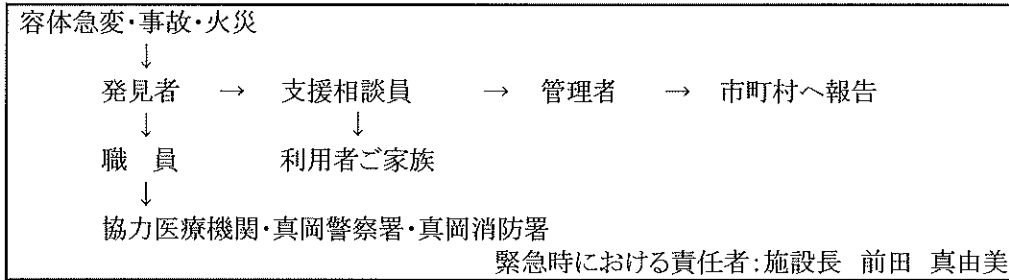 容体急変・事故・火災
↓
発見者 → 支援相談員 → 管理者 → 市町村へ報告
↓ ↓
職 員 利用者ご家族
↓
協力医療機関・真岡警察署・真岡消防署
緊急時における責任者:施設長 前田 真由美